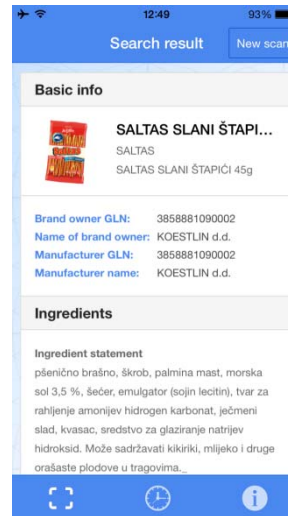 12:49
93%
Search result
New scan
Basic info
SALTAS SLANI ŠTAPI...
SALTAS
SALTAS SLANI ŠTAPIĆI 45g
Brand owner GLN: 3858881090002
Name of brand owner: KOESTLIN d.d.
Manufacturer GLN: 3858881090002
Manufacturer name: KOESTLIN d.d.
Ingredients
Ingredient statement
pšenično brašno, škrob, palmina mast, morska
sol 3,5 %, šećer, emulgator (sojin lecitin), tvar za
rahljenje amonijev hidrogen karbonat, ječmeni
slad, kvasac, sredstvo za glaziranje natrijev
hidroksid. Može sadržavati kikiriki, mlijeko i druge
orašaste plodove u tragovima._